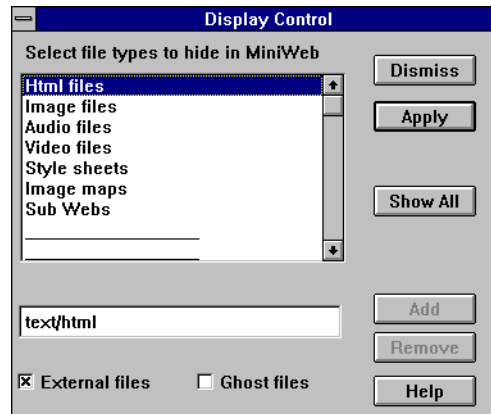 Display Control
Select file types to hide in MiniWeb
Html files
Image files
Audio files
Video files
Style sheets
Image maps
Sub Webs
text/html
External files
Ghost files
Dismiss
Apply
Show All
Add
Remove
Help